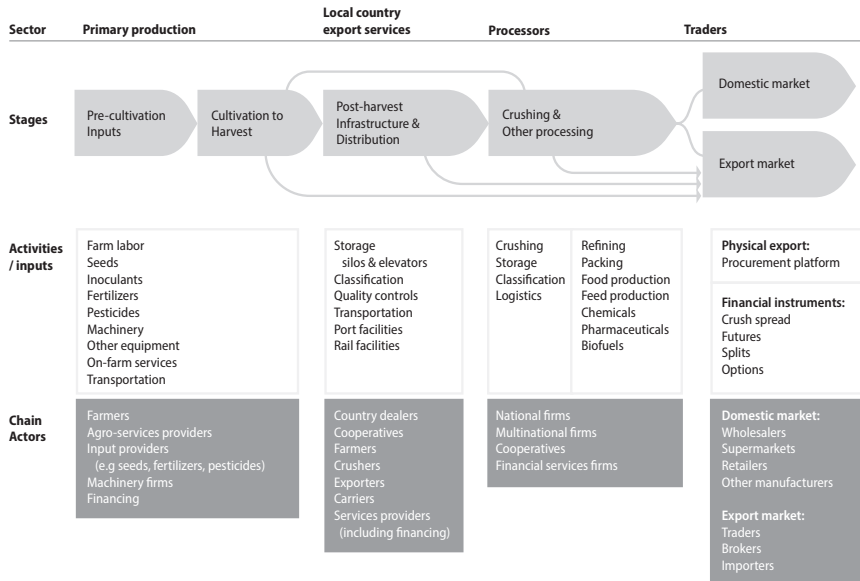 Sector
Primary production
Local country
export services
Processors
Traders
Stages
Pre-cultivation
Inputs
Cultivation to
Harvest
Post-harvest
Infrastructure &
Distribution
Crushing &
Other processing
Domestic market
Export market
Activities
/ inputs
Farm labor
Seeds
Inoculants
Fertilizers
Pesticides
Machinery
Other equipment
On-farm services
Transportation
Storage
silos & elevators
Classification
Quality controls
Transportation
Port facilities
Rail facilities
Crushing
Storage
Classification
Logistics
Refining
Packing
Food production
Feed production
Chemicals
Pharmaceuticals
Biofuels
Physical export:
Procurement platform
Financial instruments:
Crush spread
Futures
Splits
Options
Chain
Actors
Farmers
Agro-services providers
Input providers
(e.g seeds, fertilizers, pesticides)
Machinery firms
Financing
Country dealers
Cooperatives
Farmers
Crushers
Exporters
Carriers
Services providers
(including financing)
National firms
Multinational firms
Cooperatives
Financial services firms
Domestic market:
Wholesalers
Supermarkets
Retailers
Other manufacturers
Export market:
Traders
Brokers
Importers